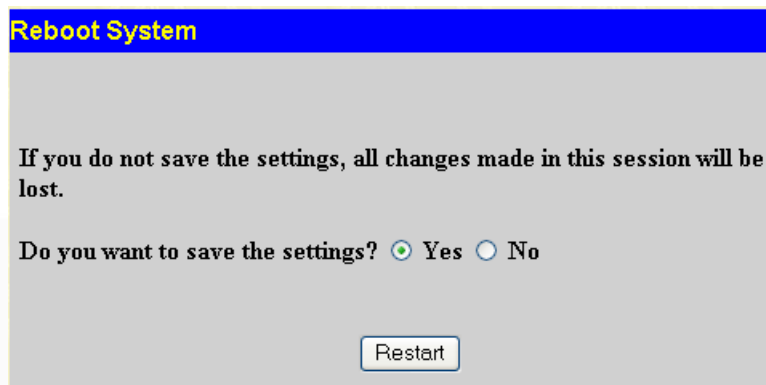 Reboot System
If you do not save the settings, all changes made in this session will be
lost.
Do you want to save the settings? Yes No
Restart